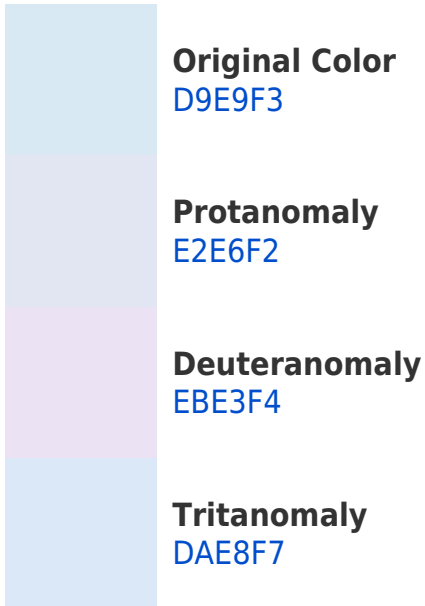 Original Color
D9E9F3
Protanomaly
E2E6F2
Deuteranomaly
EBE3F4
Tritanomaly
DAE8F7